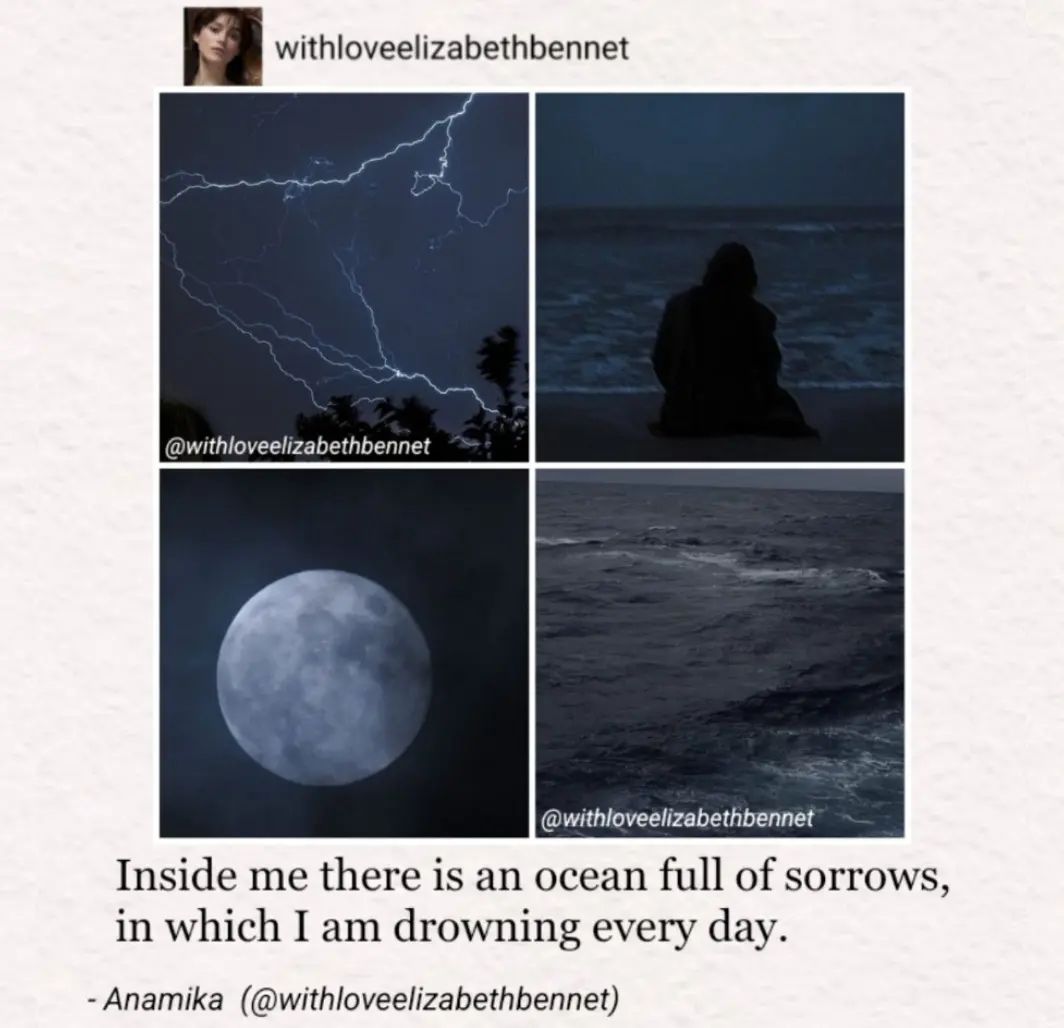 withloveelizabethbennet
@withloveelizabethbennet
@withloveelizabethbennet
Inside me there is an ocean full of sorrows,
in which I am drowning every day.
- Anamika (@withloveelizabethbennet)